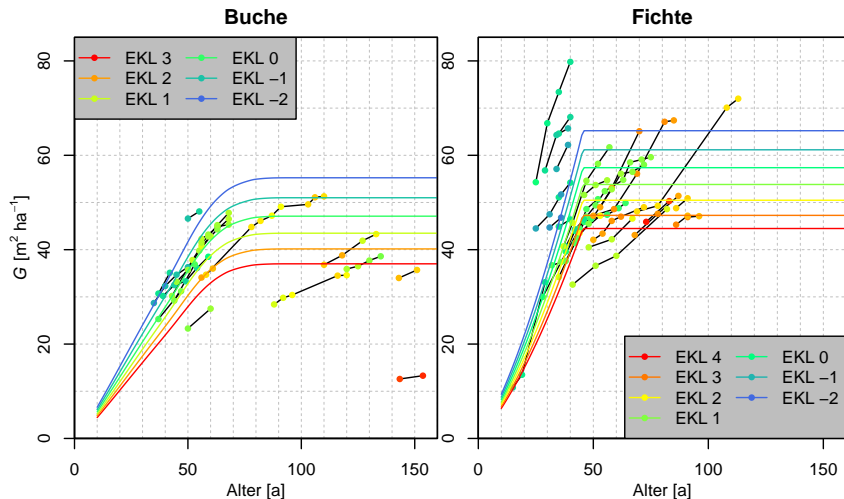 Buche
Fichte
EKL 3
EKL 2
EKL 1
EKL 0
EKL −1
EKL −2
G [m² ha⁻¹]
0
20
40
60
80
0
50
100
150
Alter [a]
EKL 4
EKL 3
EKL 2
EKL 1
EKL 0
EKL −1
EKL −2
0
20
40
60
80
0
50
100
150
Alter [a]